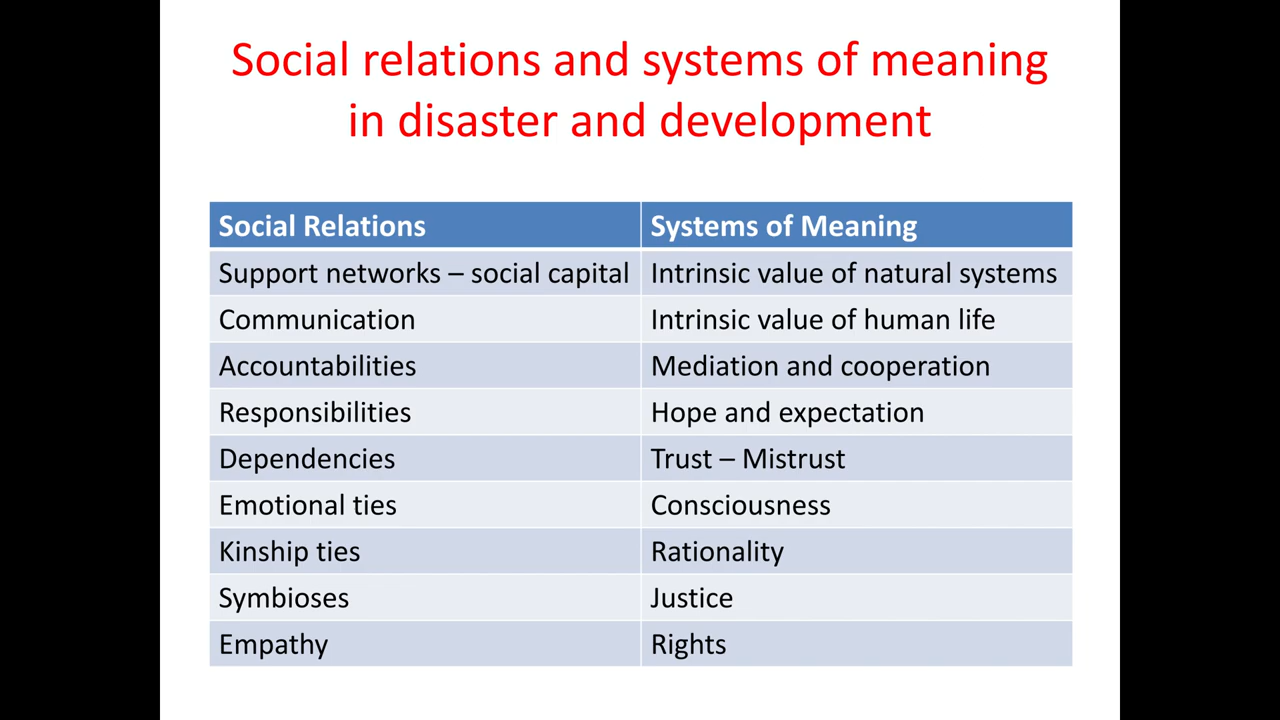 Social relations and systems of meaning
in disaster and development
Social Relations Systems of Meaning
Support networks – social capital Intrinsic value of natural systems
Communication Intrinsic value of human life
Accountabilities Mediation and cooperation
Responsibilities Hope and expectation
Dependencies Trust – Mistrust
Emotional ties Consciousness
Kinship ties Rationality
Symbioses Justice
Empathy Rights